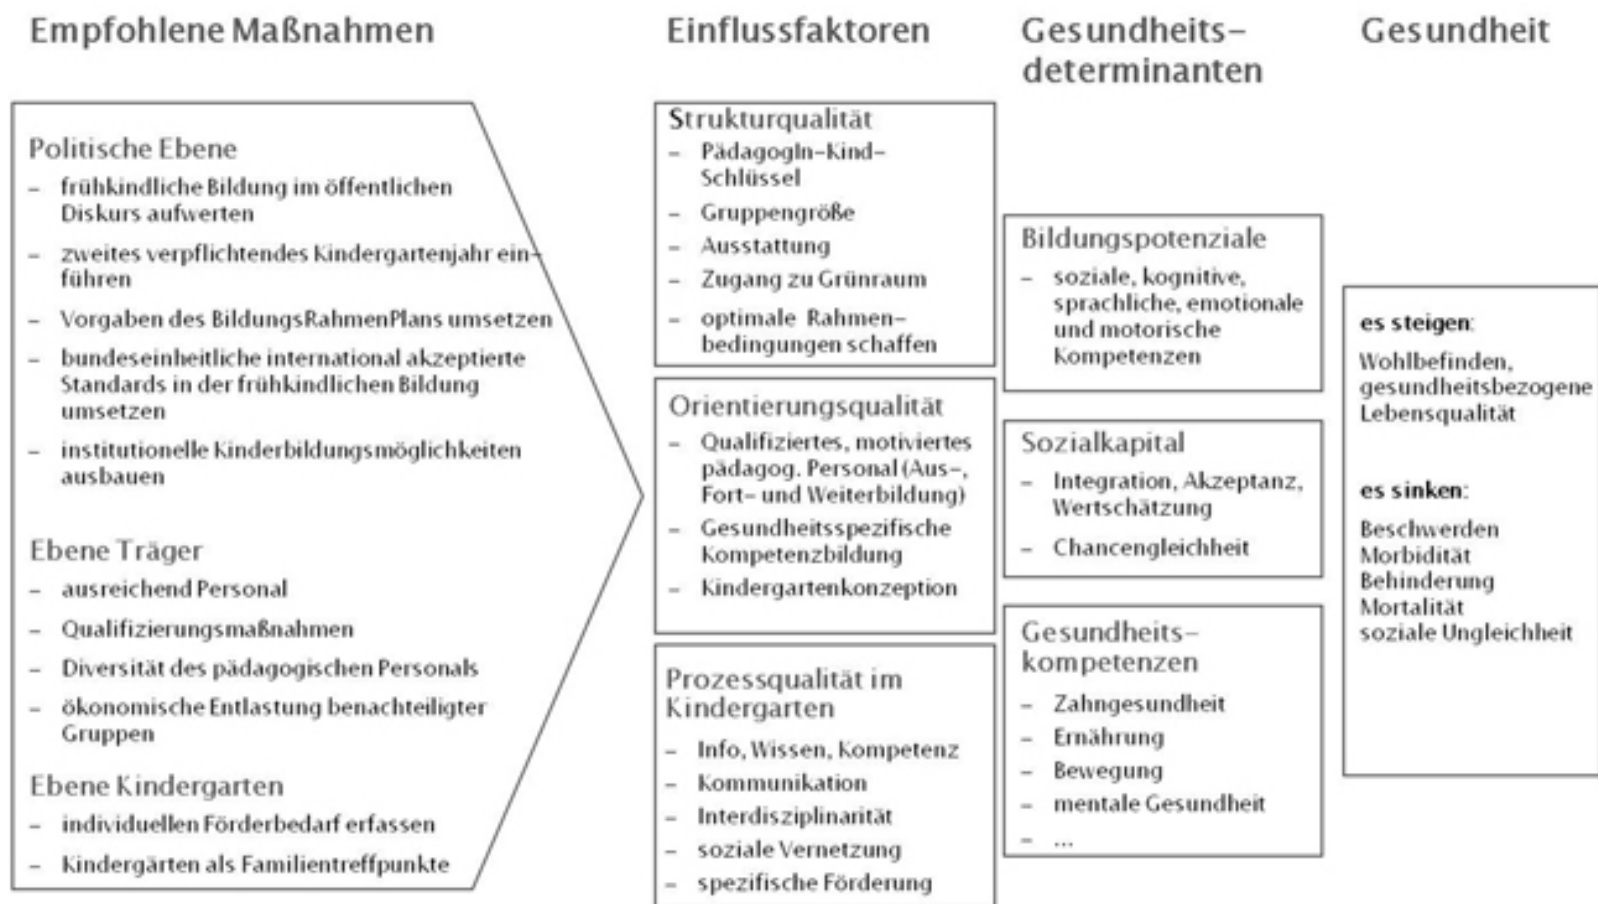 Empfohlene Maßnahmen
Politische Ebene
– frühkindliche Bildung im öffentlichen
Diskurs aufwerten
– zweites verpflichtendes Kindergartenjahr ein–
führen
– Vorgaben des BildungsRahmenPlans umsetzen
– bundeseinheitliche international akzeptierte
Standards in der frühkindlichen Bildung
umsetzen
– institutionelle Kinderbildungsmöglichkeiten
ausbauen
Ebene Träger
– ausreichend Personal
– Qualifizierungsmaßnahmen
– Diversität des pädagogischen Personals
– ökonomische Entlastung benachteiligter
Gruppen
Ebene Kindergarten
– individuellen Förderbedarf erfassen
– Kindergärten als Familientreffpunkte
Einflussfaktoren
Strukturqualität
– PädagogIn–Kind–
Schlüssel
– Gruppengröße
– Ausstattung
– Zugang zu Grünraum
– optimale Rahmen–
bedingungen schaffen
Orientierungsqualität
– Qualifiziertes, motiviertes
pädagog. Personal (Aus–,
Fort– und Weiterbildung)
– Gesundheitsspezifische
Kompetenzbildung
– Kindergartenkonzeption
Prozessqualität im
Kindergarten
– Info, Wissen, Kompetenz
– Kommunikation
– Interdisziplinarität
– soziale Vernetzung
– spezifische Förderung
Gesundheits–
determinanten
Bildungspotenziale
– soziale, kognitive,
sprachliche, emotionale
und motorische
Kompetenzen
Sozialkapital
– Integration, Akzeptanz,
Wertschätzung
– Chancengleichheit
Gesundheits–
kompetenzen
– Zahngesundheit
– Ernährung
– Bewegung
– mentale Gesundheit
– ...
Gesundheit
es steigen:
Wohlbefinden,
gesundheitsbezogene
Lebensqualität
es sinken:
Beschwerden
Morbidität
Behinderung
Mortalität
soziale Ungleichheit